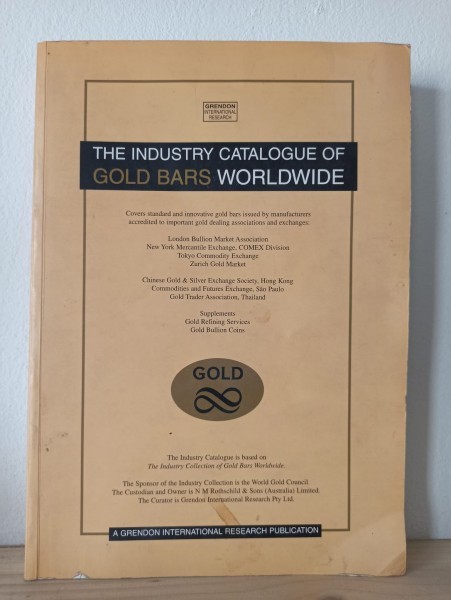 GRENDON
INTERNATIONAL
RESEARCH
THE INDUSTRY CATALOGUE OF
GOLD BARS WORLDWIDE
Covers standard and innovative gold bars issued by manufacturers
accredited to important gold dealing associations and exchanges:
London Bullion Market Association
New York Mercantile Exchange, COMEX Division
Tokyo Commodity Exchange
Zurich Gold Market
Chinese Gold & Silver Exchange Society, Hong Kong
Commodities and Futures Exchange, São Paulo
Gold Trader Association, Thailand
Supplements
Gold Refining Services
Gold Bullion Coins
GOLD
The Industry Catalogue is based on
The Industry Collection of Gold Bars Worldwide.
The Sponsor of the Industry Collection is the World Gold Council.
The Custodian and Owner is N M Rothschild & Sons (Australia) Limited.
The Curator is Grendon International Research Pty Ltd.
A GRENDON INTERNATIONAL RESEARCH PUBLICATION